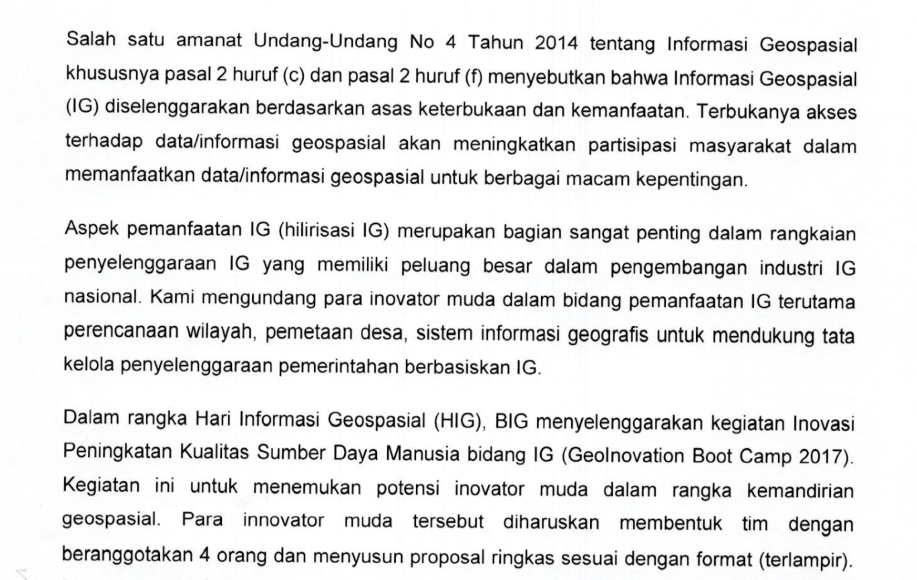 Salah satu amanat Undang-Undang No 4 Tahun 2014 tentang Informasi Geospasial
khususnya pasal 2 huruf (c) dan pasal 2 huruf (f) menyebutkan bahwa Informasi Geospasial
(IG) diselenggarakan berdasarkan asas keterbukaan dan kemanfaatan. Terbukanya akses
terhadap data/informasi geospasial akan meningkatkan partisipasi masyarakat dalam
memanfaatkan data/informasi geospasial untuk berbagai macam kepentingan.
Aspek pemanfaatan IG (hilirisasi IG) merupakan bagian sangat penting dalam rangkaian
penyelenggaraan IG yang memiliki peluang besar dalam pengembangan industri IG
nasional. Kami mengundang para inovator muda dalam bidang pemanfaatan IG terutama
perencanaan wilayah, pemetaan desa, sistem informasi geografis untuk mendukung tata
kelola penyelenggaraan pemerintahan berbasiskan IG.
Dalam rangka Hari Informasi Geospasial (HIG), BIG menyelenggarakan kegiatan Inovasi
Peningkatan Kualitas Sumber Daya Manusia bidang IG (GeoInovation Boot Camp 2017).
Kegiatan ini untuk menemukan potensi inovator muda dalam rangka kemandirian
geospasial. Para innovator muda tersebut diharuskan membentuk tim dengan
beranggotakan 4 orang dan menyusun proposal ringkas sesuai dengan format (terlampir).